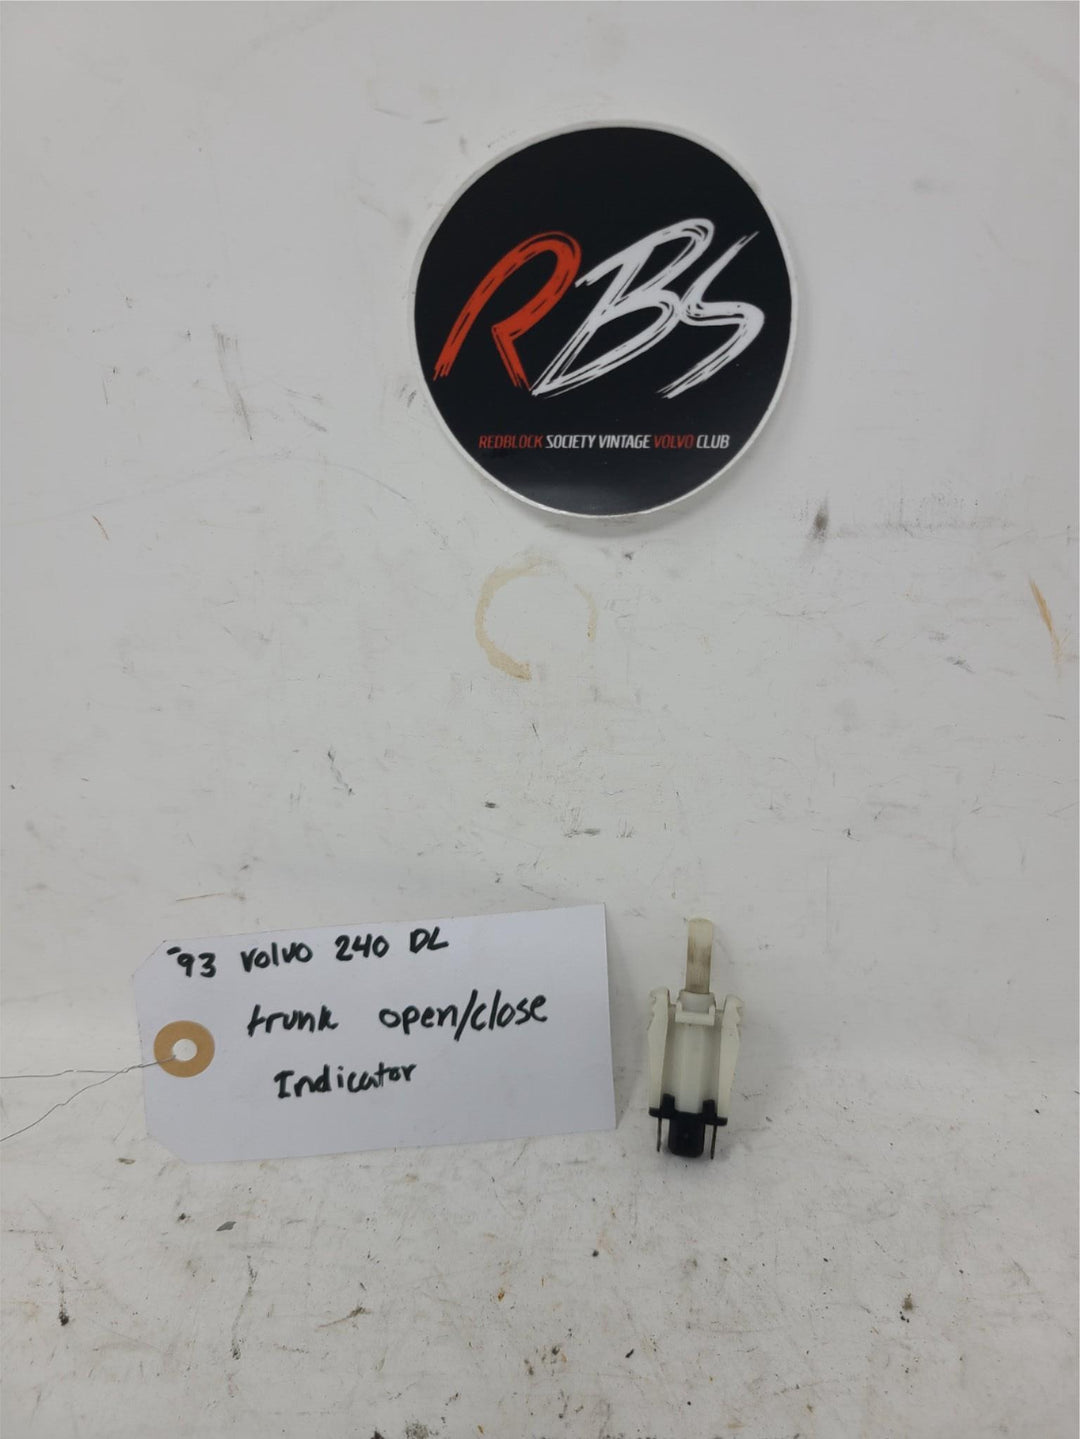 RBS
REDBLOCK SOCIETY VINTAGE VOLVO CLUB
'93 Volvo 240 DL
trunk open/close
Indicator